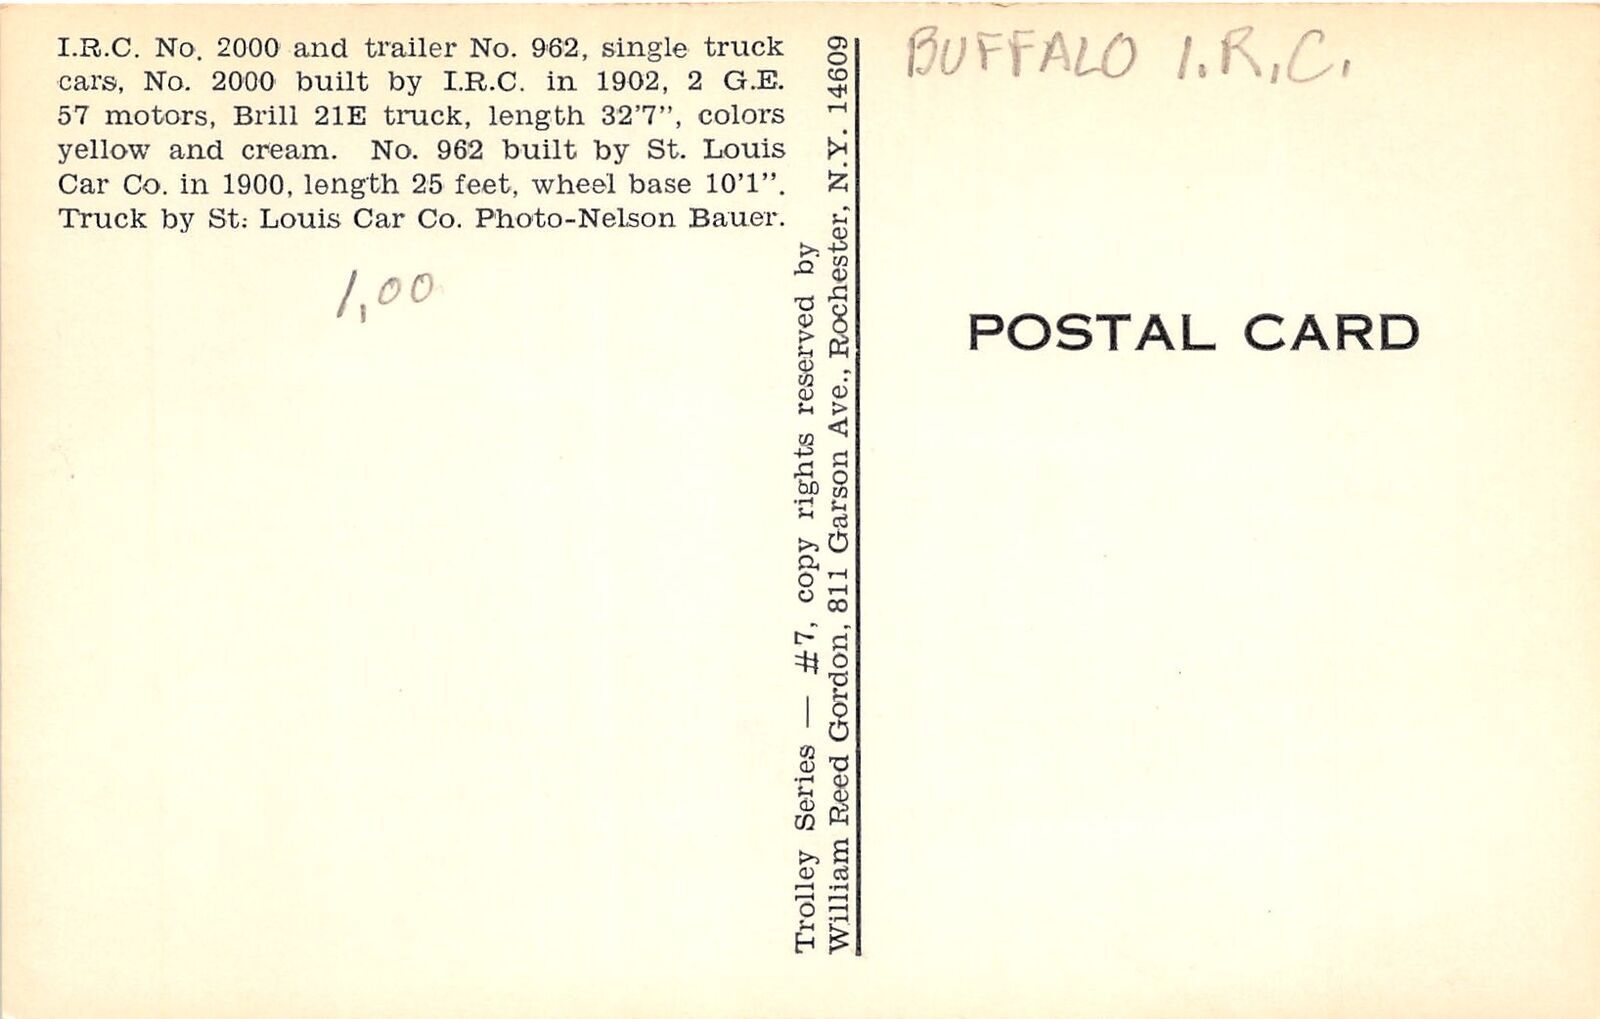 I.R.C. No. 2000 and trailer No. 962, single truck
cars, No. 2000 built by I.R.C. in 1902, 2 G.E.
57 motors, Brill 21E truck, length 32'7", colors
yellow and cream. No. 962 built by St. Louis
Car Co. in 1900, length 25 feet, wheel base 10'1".
Truck by St. Louis Car Co. Photo-Nelson Bauer.
1,00
Trolley Series — #7, copy rights reserved by
William Reed Gordon, 811 Garson Ave., Rochester, N.Y. 14609
BUFFALO I.R.C.
POSTAL CARD